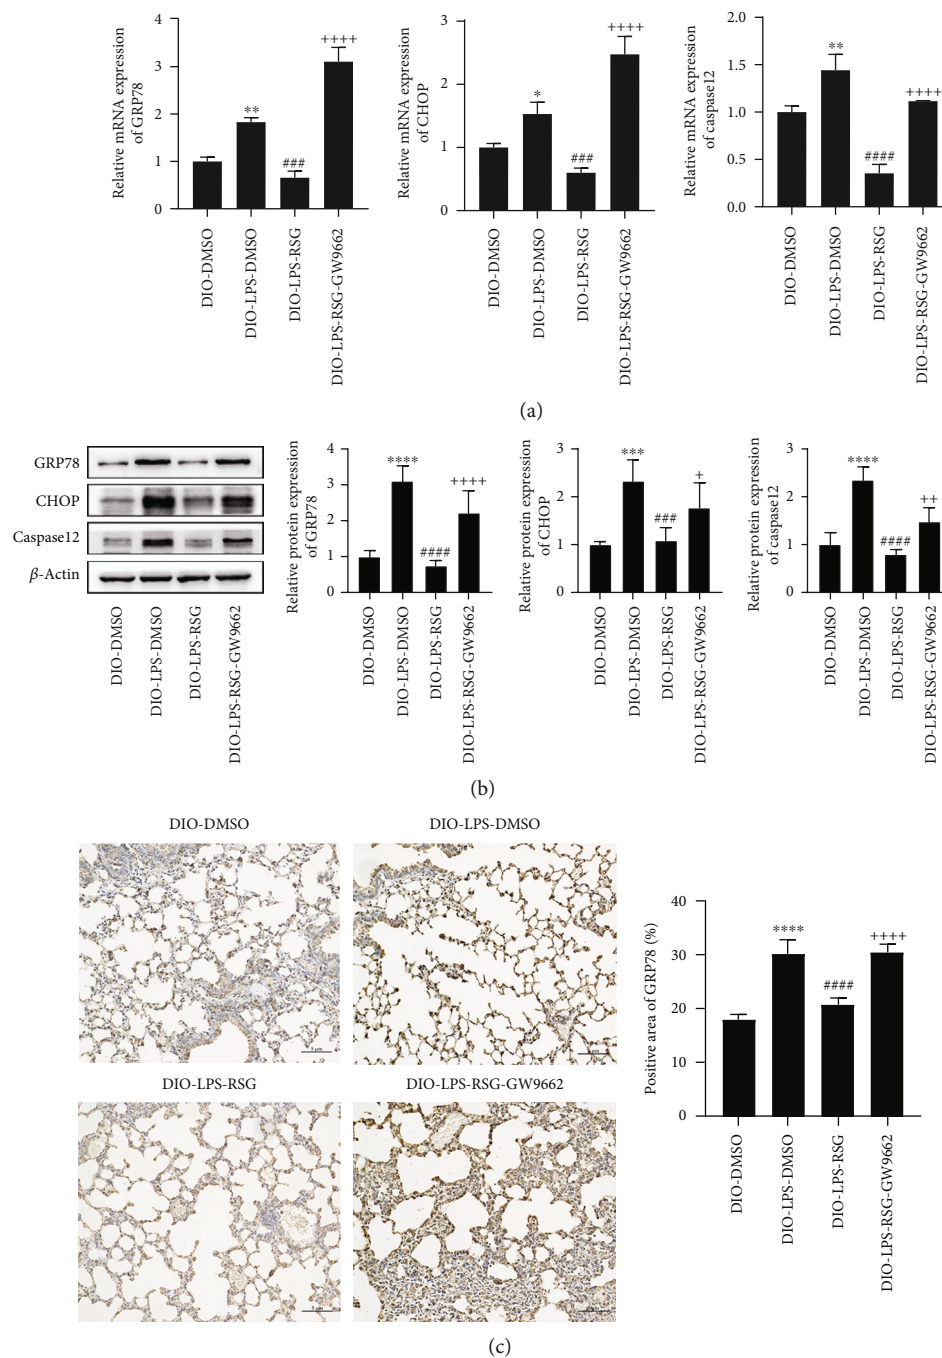 Relative mRNA expression
of GRP78
4
3
2
1
0
**
###
++++
DIO-DMSO
DIO-LPS-DMSO
DIO-LPS-RSG
DIO-LPS-RSG-GW9662
Relative mRNA expression
of CHOP
3
2
1
0
*
###
++++
DIO-DMSO
DIO-LPS-DMSO
DIO-LPS-RSG
DIO-LPS-RSG-GW9662
Relative mRNA expression
of caspase12
2.0
1.5
1.0
0.5
0.0
**
####
++++
DIO-DMSO
DIO-LPS-DMSO
DIO-LPS-RSG
DIO-LPS-RSG-GW9662
(a)
GRP78
CHOP
Caspase12
β-Actin
DIO-DMSO
DIO-LPS-DMSO
DIO-LPS-RSG
DIO-LPS-RSG-GW9662
Relative protein expression
of GRP78
4
3
2
1
0
****
####
++++
DIO-DMSO
DIO-LPS-DMSO
DIO-LPS-RSG
DIO-LPS-RSG-GW9662
Relative protein expression
of CHOP
3
2
1
0
***
###
+
DIO-DMSO
DIO-LPS-DMSO
DIO-LPS-RSG
DIO-LPS-RSG-GW9662
Relative protein expression
of caspase12
3
2
1
0
****
####
++
DIO-DMSO
DIO-LPS-DMSO
DIO-LPS-RSG
DIO-LPS-RSG-GW9662
(b)
DIO-DMSO
DIO-LPS-DMSO
DIO-LPS-RSG
DIO-LPS-RSG-GW9662
Positive area of GRP78 (%)
40
30
20
10
0
****
####
++++
DIO-DMSO
DIO-LPS-DMSO
DIO-LPS-RSG
DIO-LPS-RSG-GW9662
(c)